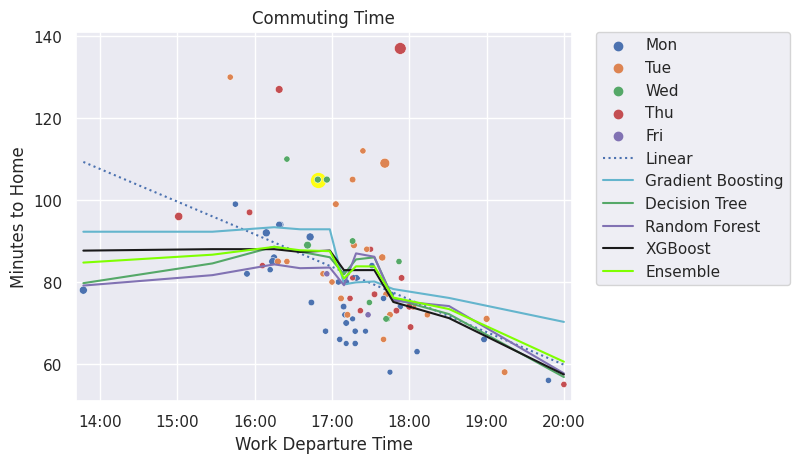 Commuting Time
Minutes to Home
140
120
100
80
60
14:00 15:00 16:00 17:00 18:00 19:00 20:00
Work Departure Time
Mon
Tue
Wed
Thu
Fri
Linear
Gradient Boosting
Decision Tree
Random Forest
XGBoost
Ensemble